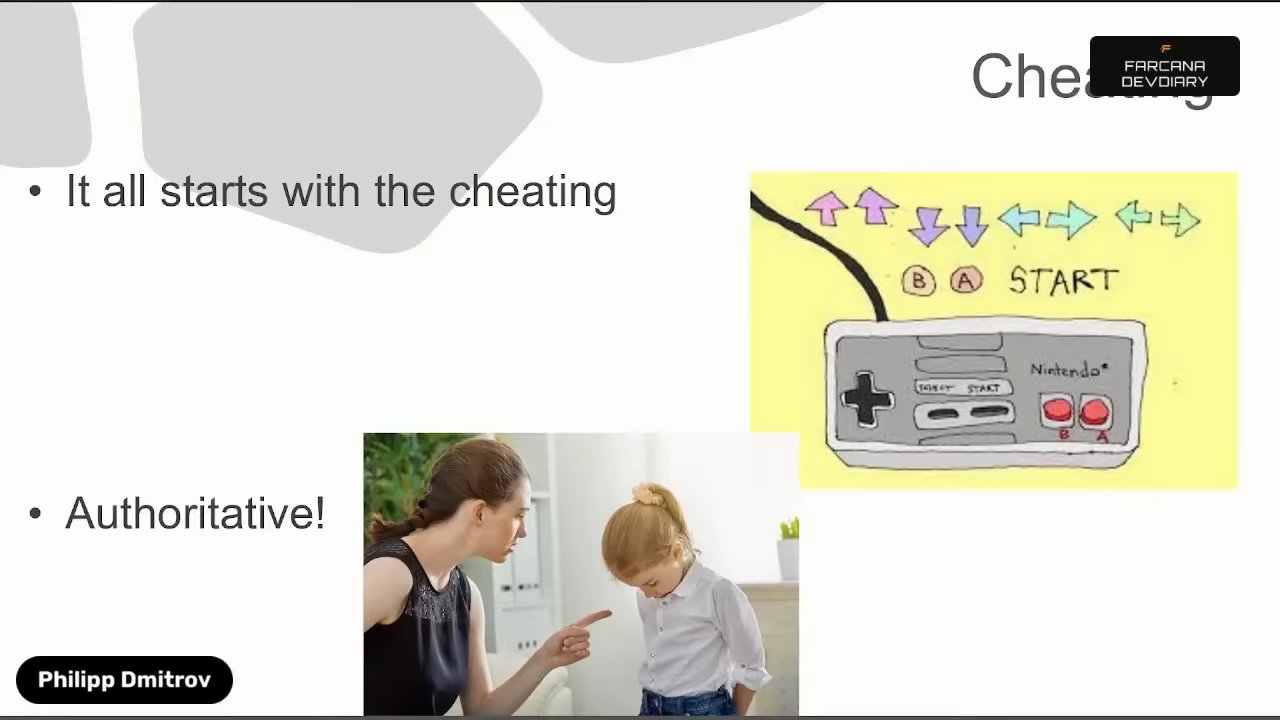 FARCANA
DEVDIARY
• It all starts with the cheating
B A START
Nintendo
SELECT START
B A
• Authoritative!
Philipp Dmitrov